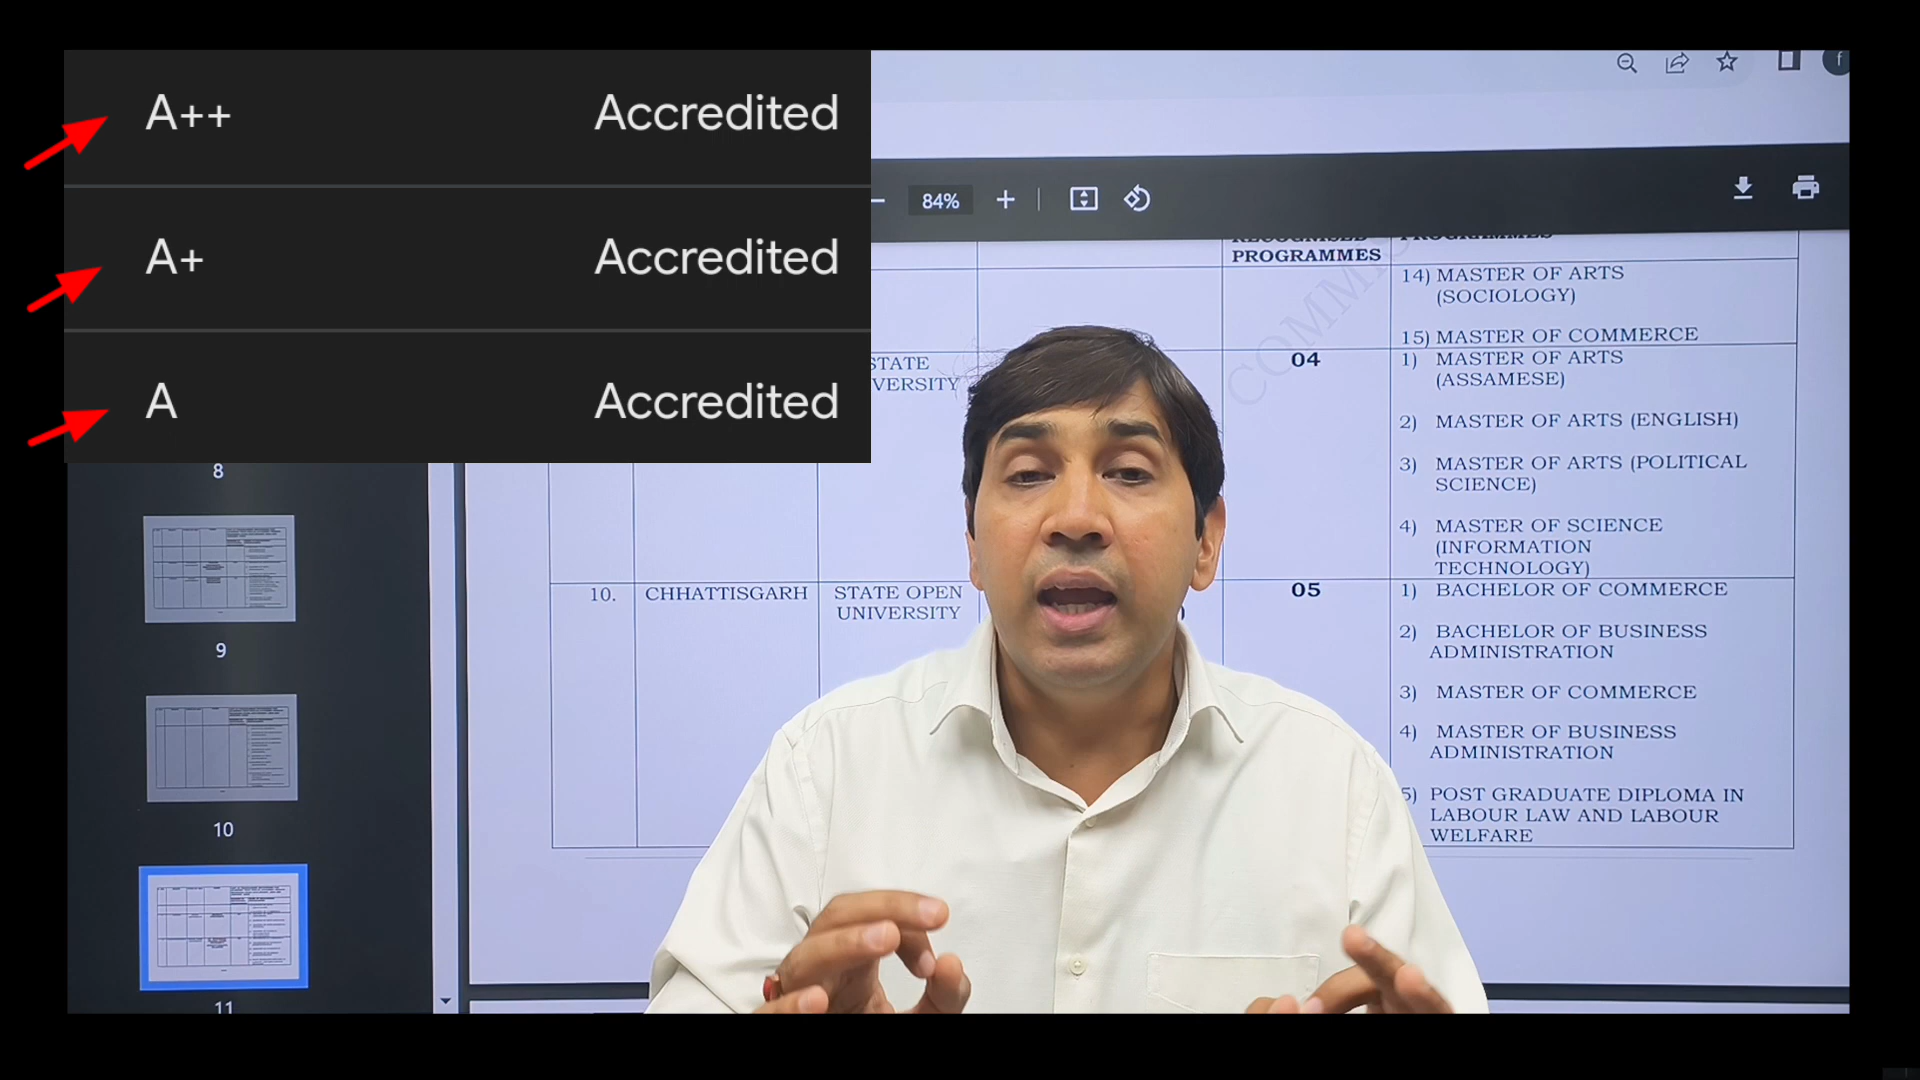 A++ Accredited
A+ Accredited
A Accredited
f
84%
PROGRAMMES
14) MASTER OF ARTS
(SOCIOLOGY)
15) MASTER OF COMMERCE
STATE
VERSITY
04
1) MASTER OF ARTS
(ASSAMESE)
2) MASTER OF ARTS (ENGLISH)
3) MASTER OF ARTS (POLITICAL
SCIENCE)
4) MASTER OF SCIENCE
(INFORMATION
TECHNOLOGY)
10. CHHATTISGARH
STATE OPEN
UNIVERSITY
05
1) BACHELOR OF COMMERCE
2) BACHELOR OF BUSINESS
ADMINISTRATION
3) MASTER OF COMMERCE
4) MASTER OF BUSINESS
ADMINISTRATION
5) POST GRADUATE DIPLOMA IN
LABOUR LAW AND LABOUR
WELFARE
COMM
8
9
10
11